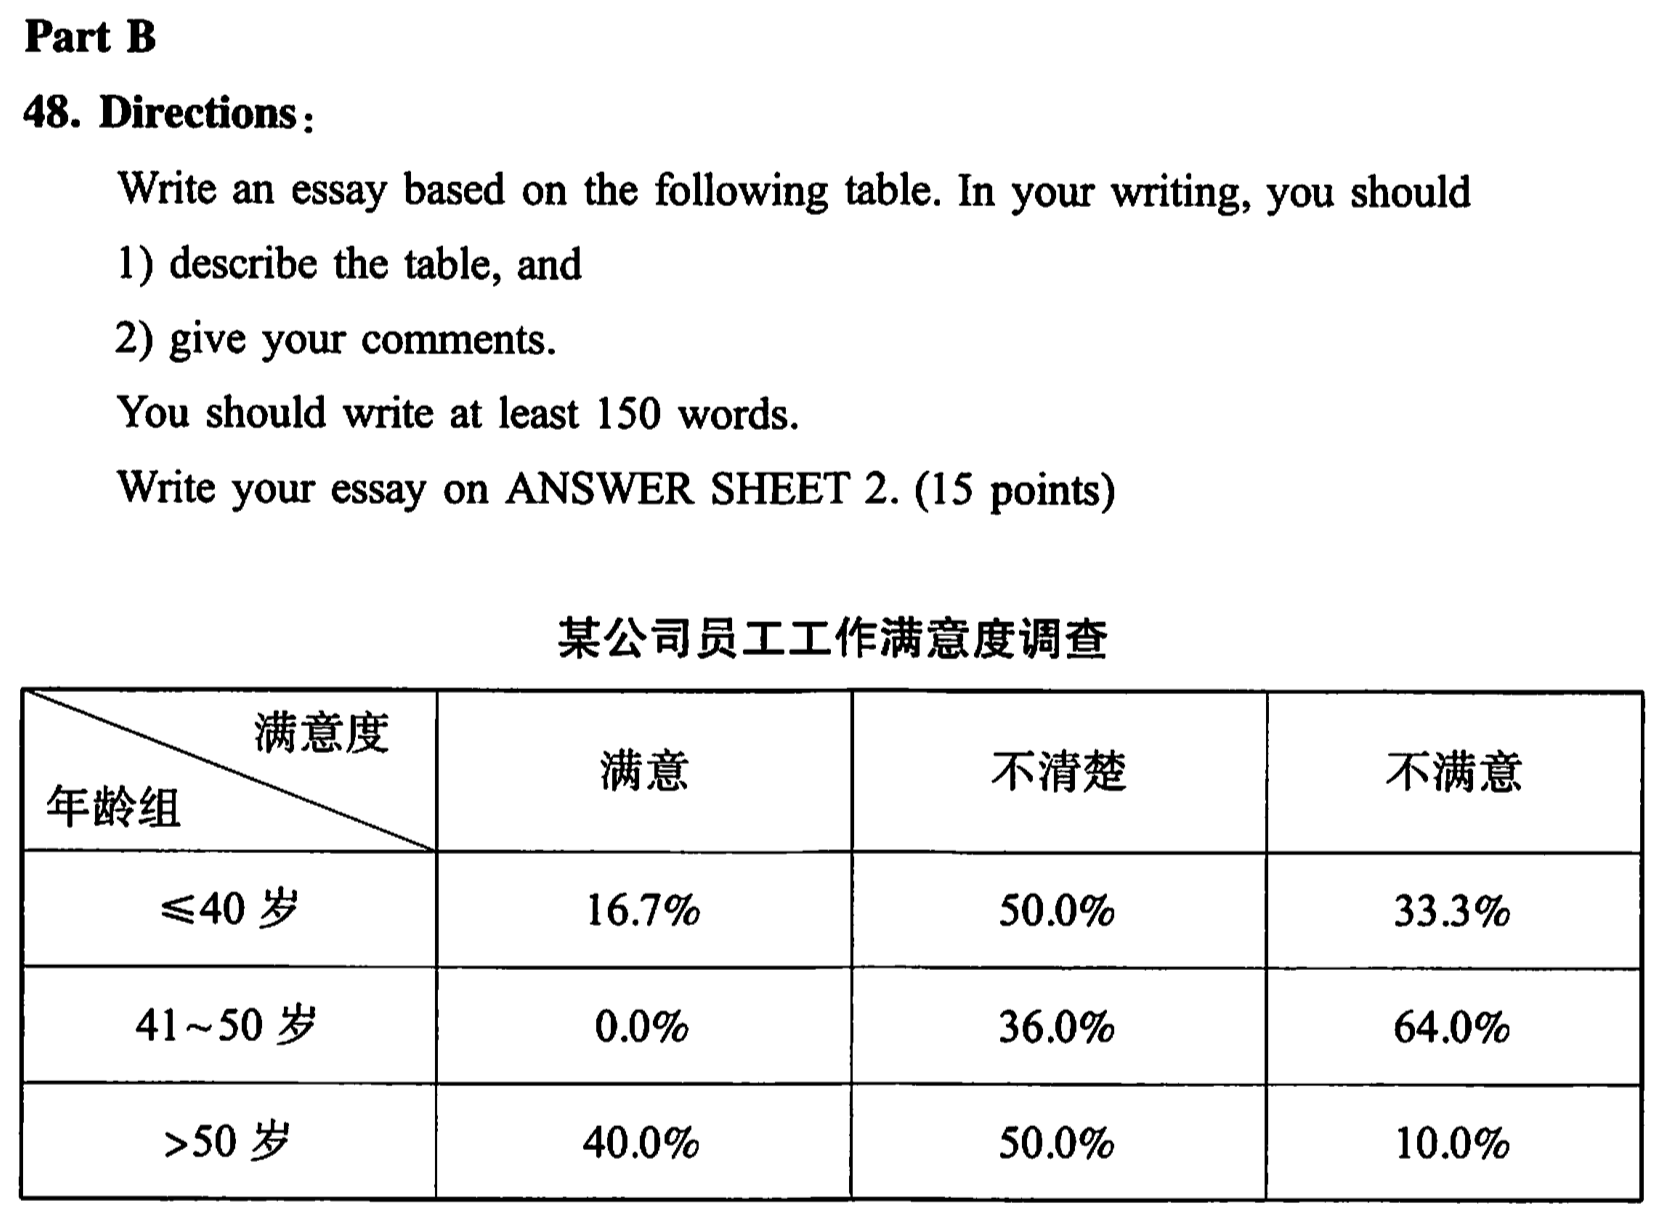 Part B
48. Directions:
Write an essay based on the following table. In your writing, you should
1) describe the table, and
2) give your comments.
You should write at least 150 words.
Write your essay on ANSWER SHEET 2. (15 points)
某公司员工工作满意度调查
满意度
年龄组 满意 不清楚 不满意
≤40 岁 16.7% 50.0% 33.3%
41~50 岁 0.0% 36.0% 64.0%
>50 岁 40.0% 50.0% 10.0%